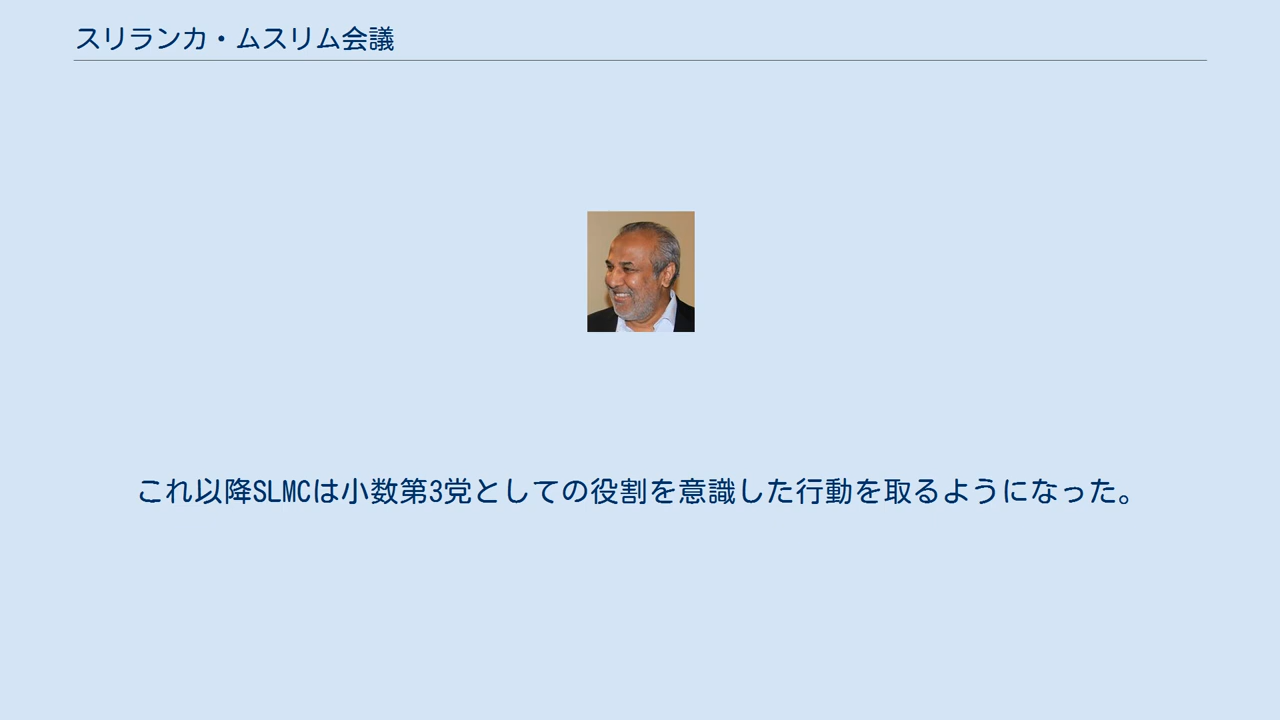 スリランカ・ムスリム会議
これ以降SLMCは小数第3党としての役割を意識した行動を取るようになった。